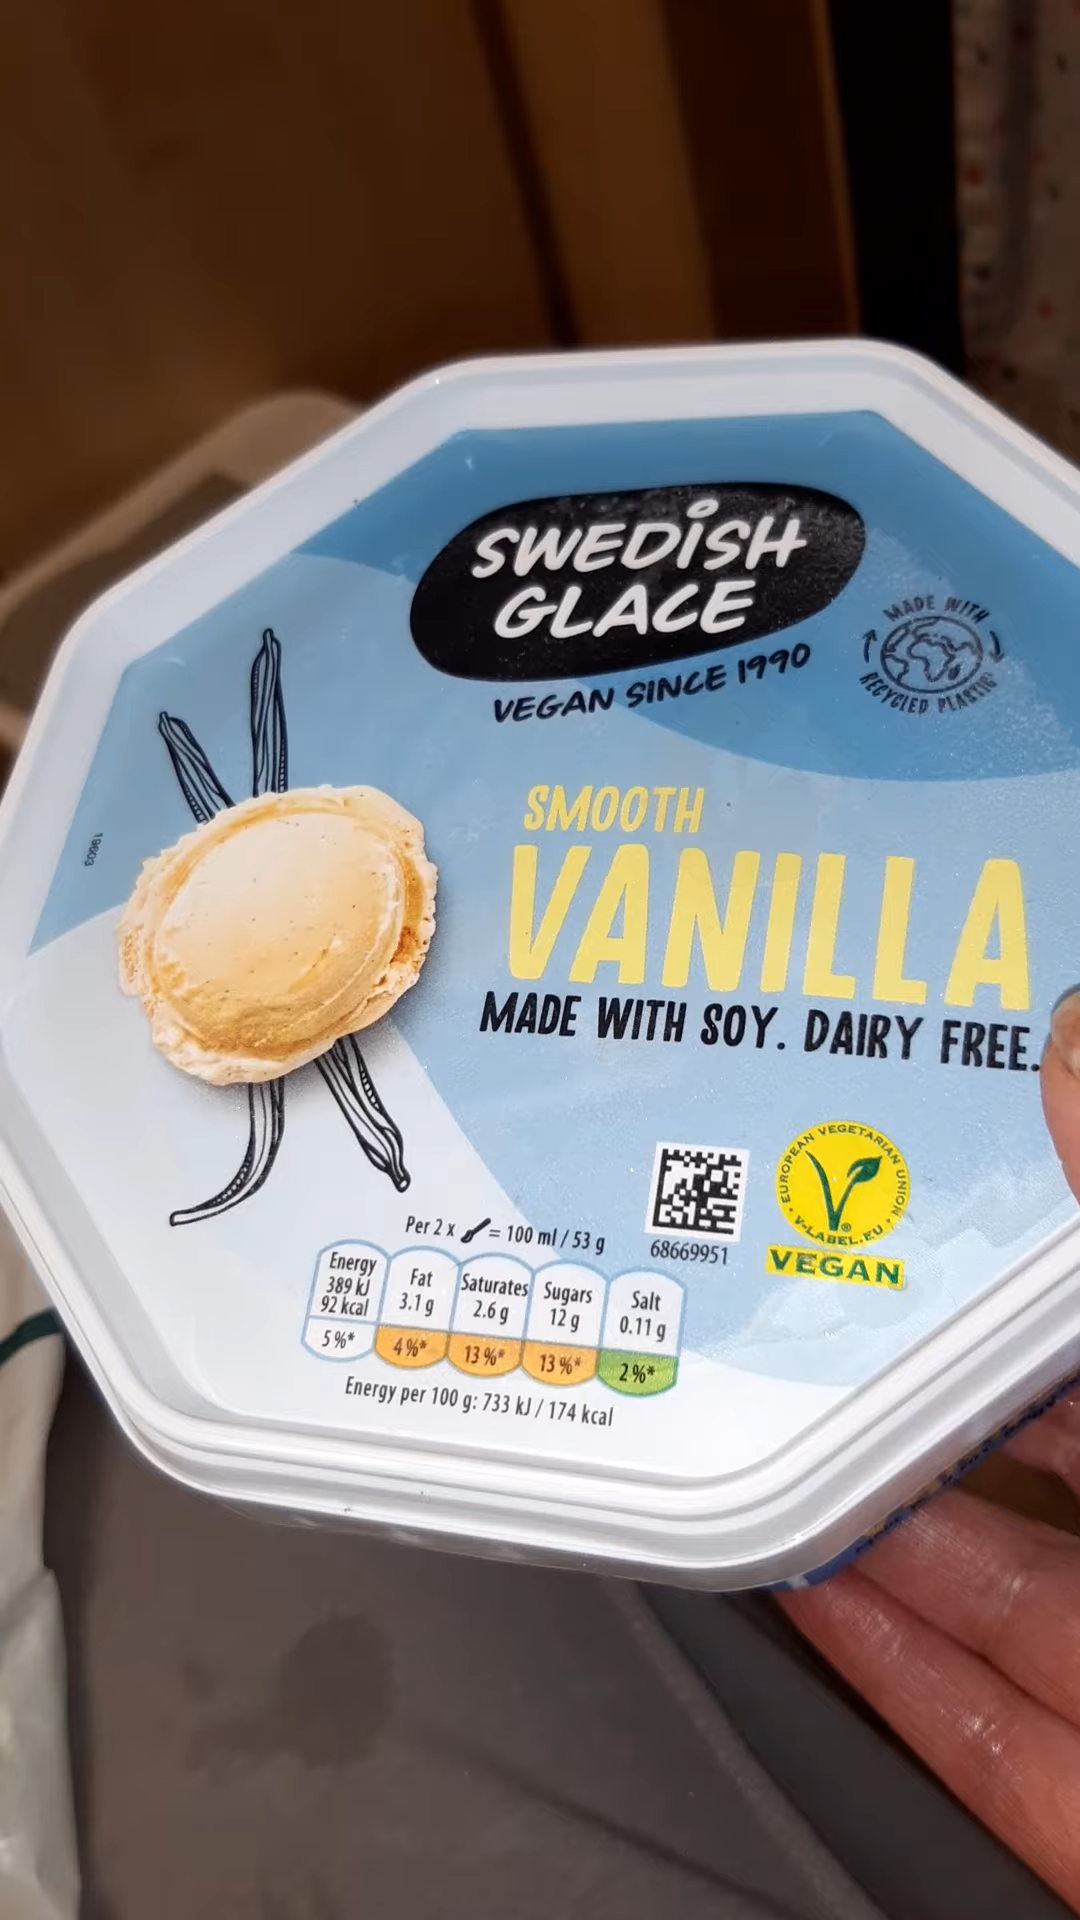 SWEDISH
GLACE
VEGAN SINCE 1990
MADE WITH
RECYCLED PLASTIC
SMOOTH
VANILLA
MADE WITH SOY. DAIRY FREE.
19603
EUROPEAN VEGETARIAN UNION
V-LABEL.EU
®
VEGAN
68669951
Per 2 x = 100 ml / 53 g
Energy
389 kJ
92 kcal
5%*
Fat
3.1 g
4%*
Saturates
2.6 g
13%*
Sugars
12 g
13%*
Salt
0.11 g
2%*
Energy per 100 g: 733 kJ / 174 kcal